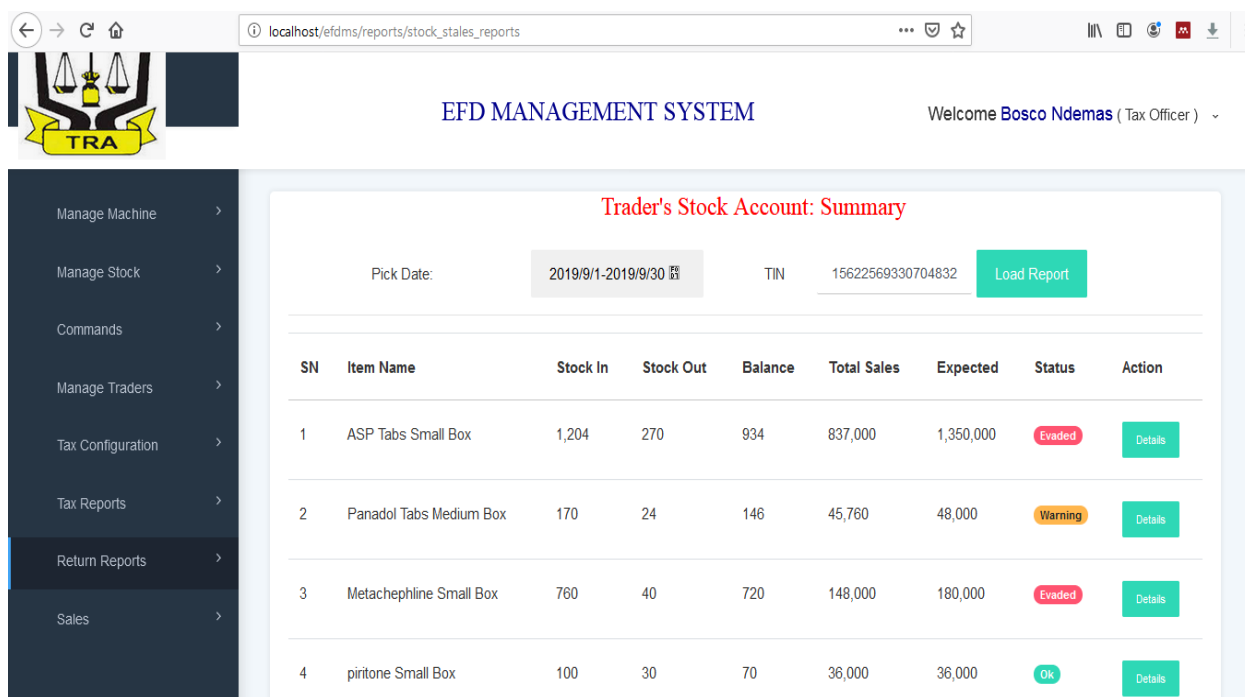 localhost/efdms/reports/stock_stales_reports
TRA
EFD MANAGEMENT SYSTEM
Welcome Bosco Ndemas ( Tax Officer )
Manage Machine
Manage Stock
Commands
Manage Traders
Tax Configuration
Tax Reports
Return Reports
Sales
Trader's Stock Account: Summary
Pick Date: 2019/9/1-2019/9/30 TIN 15622569330704832 Load Report
SN Item Name Stock In Stock Out Balance Total Sales Expected Status Action
1 ASP Tabs Small Box 1,204 270 934 837,000 1,350,000 Evaded Details
2 Panadol Tabs Medium Box 170 24 146 45,760 48,000 Warning Details
3 Metachephline Small Box 760 40 720 148,000 180,000 Evaded Details
4 piritone Small Box 100 30 70 36,000 36,000 Ok Details